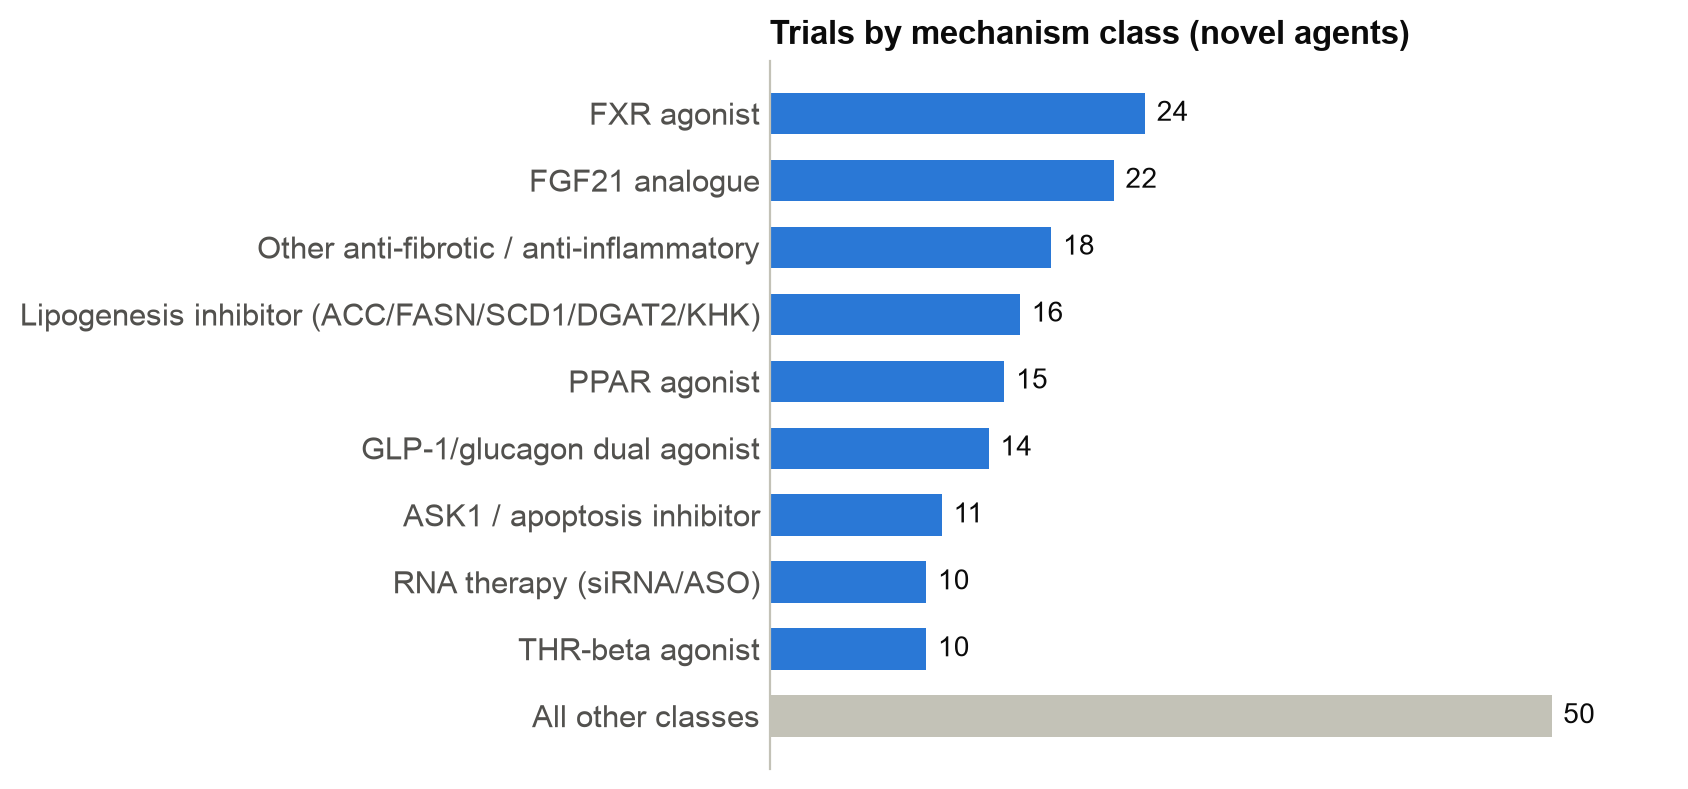 Trials by mechanism class (novel agents)
FXR agonist 24
FGF21 analogue 22
Other anti-fibrotic / anti-inflammatory 18
Lipogenesis inhibitor (ACC/FASN/SCD1/DGAT2/KHK) 16
PPAR agonist 15
GLP-1/glucagon dual agonist 14
ASK1 / apoptosis inhibitor 11
RNA therapy (siRNA/ASO) 10
THR-beta agonist 10
All other classes 50